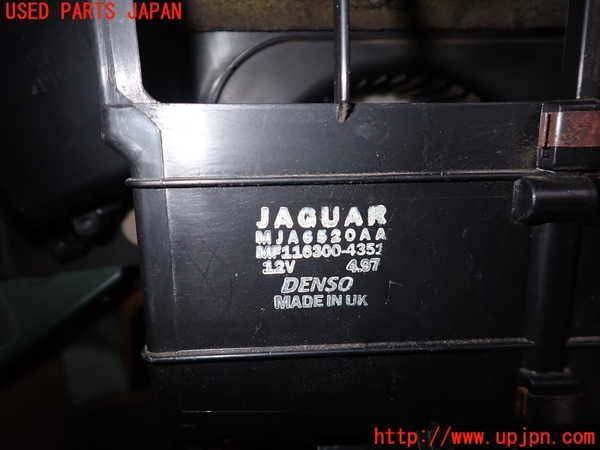 USED PARTS JAPAN
JAGUAR
MJA6520AA
MF116300-4351
12V 4.97
DENSO
MADE IN UK
http://www.upjpn.com/